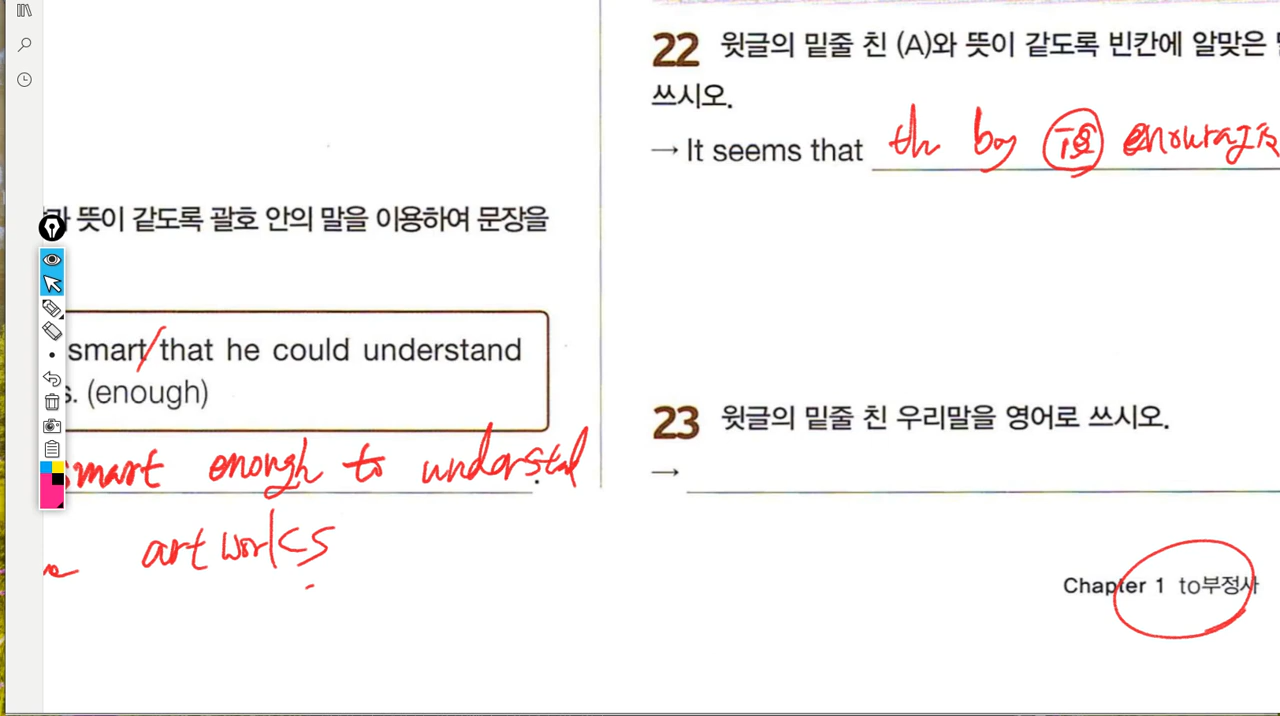 뜻이 같도록 괄호 안의 말을 이용하여 문장을
smart that he could understand
s. (enough)
smart enough to understad
artworks
22 윗글의 밑줄 친 (A)와 뜻이 같도록 빈칸에 알맞은
쓰시오.
→ It seems that the boy is
23 윗글의 밑줄 친 우리말을 영어로 쓰시오.
→
Chapter 1 to부정사